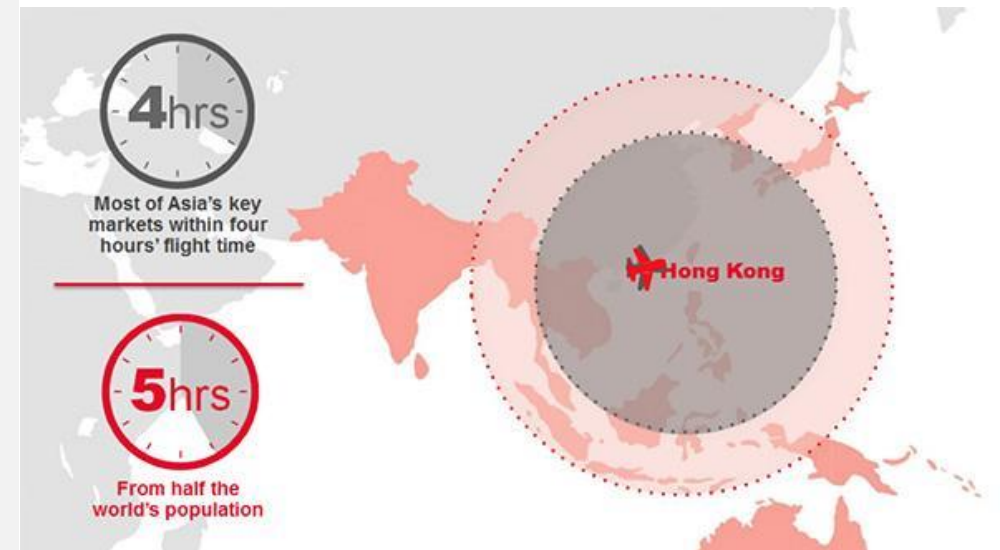 4hrs
Most of Asia's key
markets within four
hours' flight time
Hong Kong
5hrs
From half the
world's population